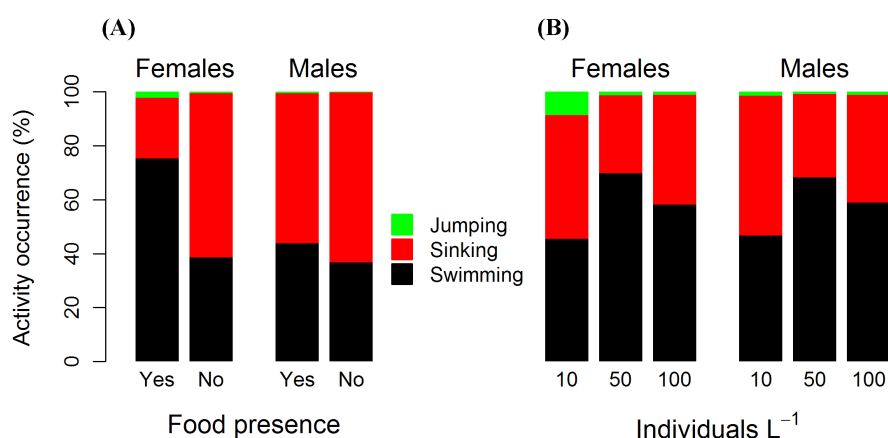 (A)
Females Males
Activity occurrence (%)
100
80
60
40
20
0
Yes No Yes No
Food presence
Jumping
Sinking
Swimming
(B)
Females Males
10 50 100 10 50 100
Individuals L⁻¹